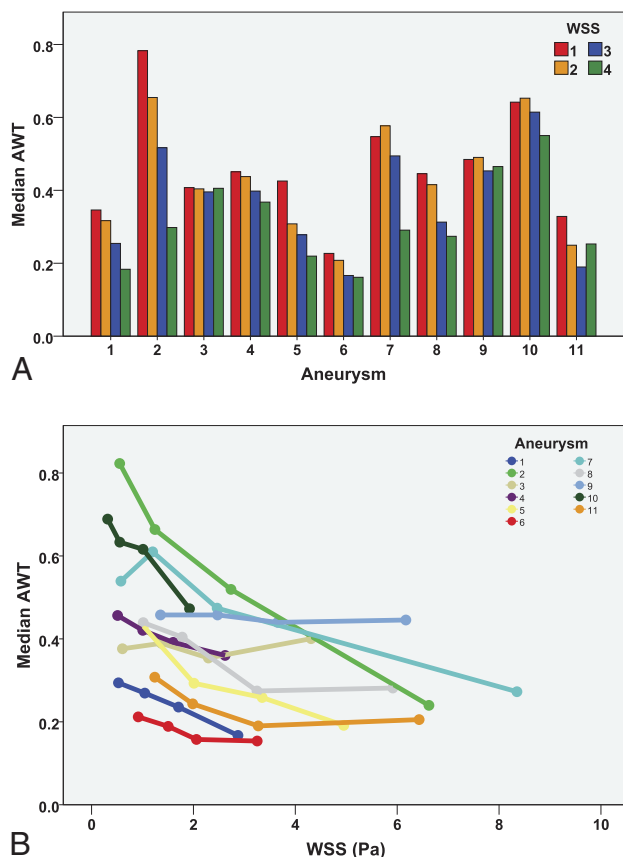 WSS
1 3
2 4
0.8
0.6
0.4
0.2
0.0
Median AWT
1 2 3 4 5 6 7 8 9 10 11
Aneurysm
A
Aneurysm
1 7
2 8
3 9
4 10
5 11
6
0.8
0.6
0.4
0.2
0.0
Median AWT
0 2 4 6 8 10
WSS (Pa)
B